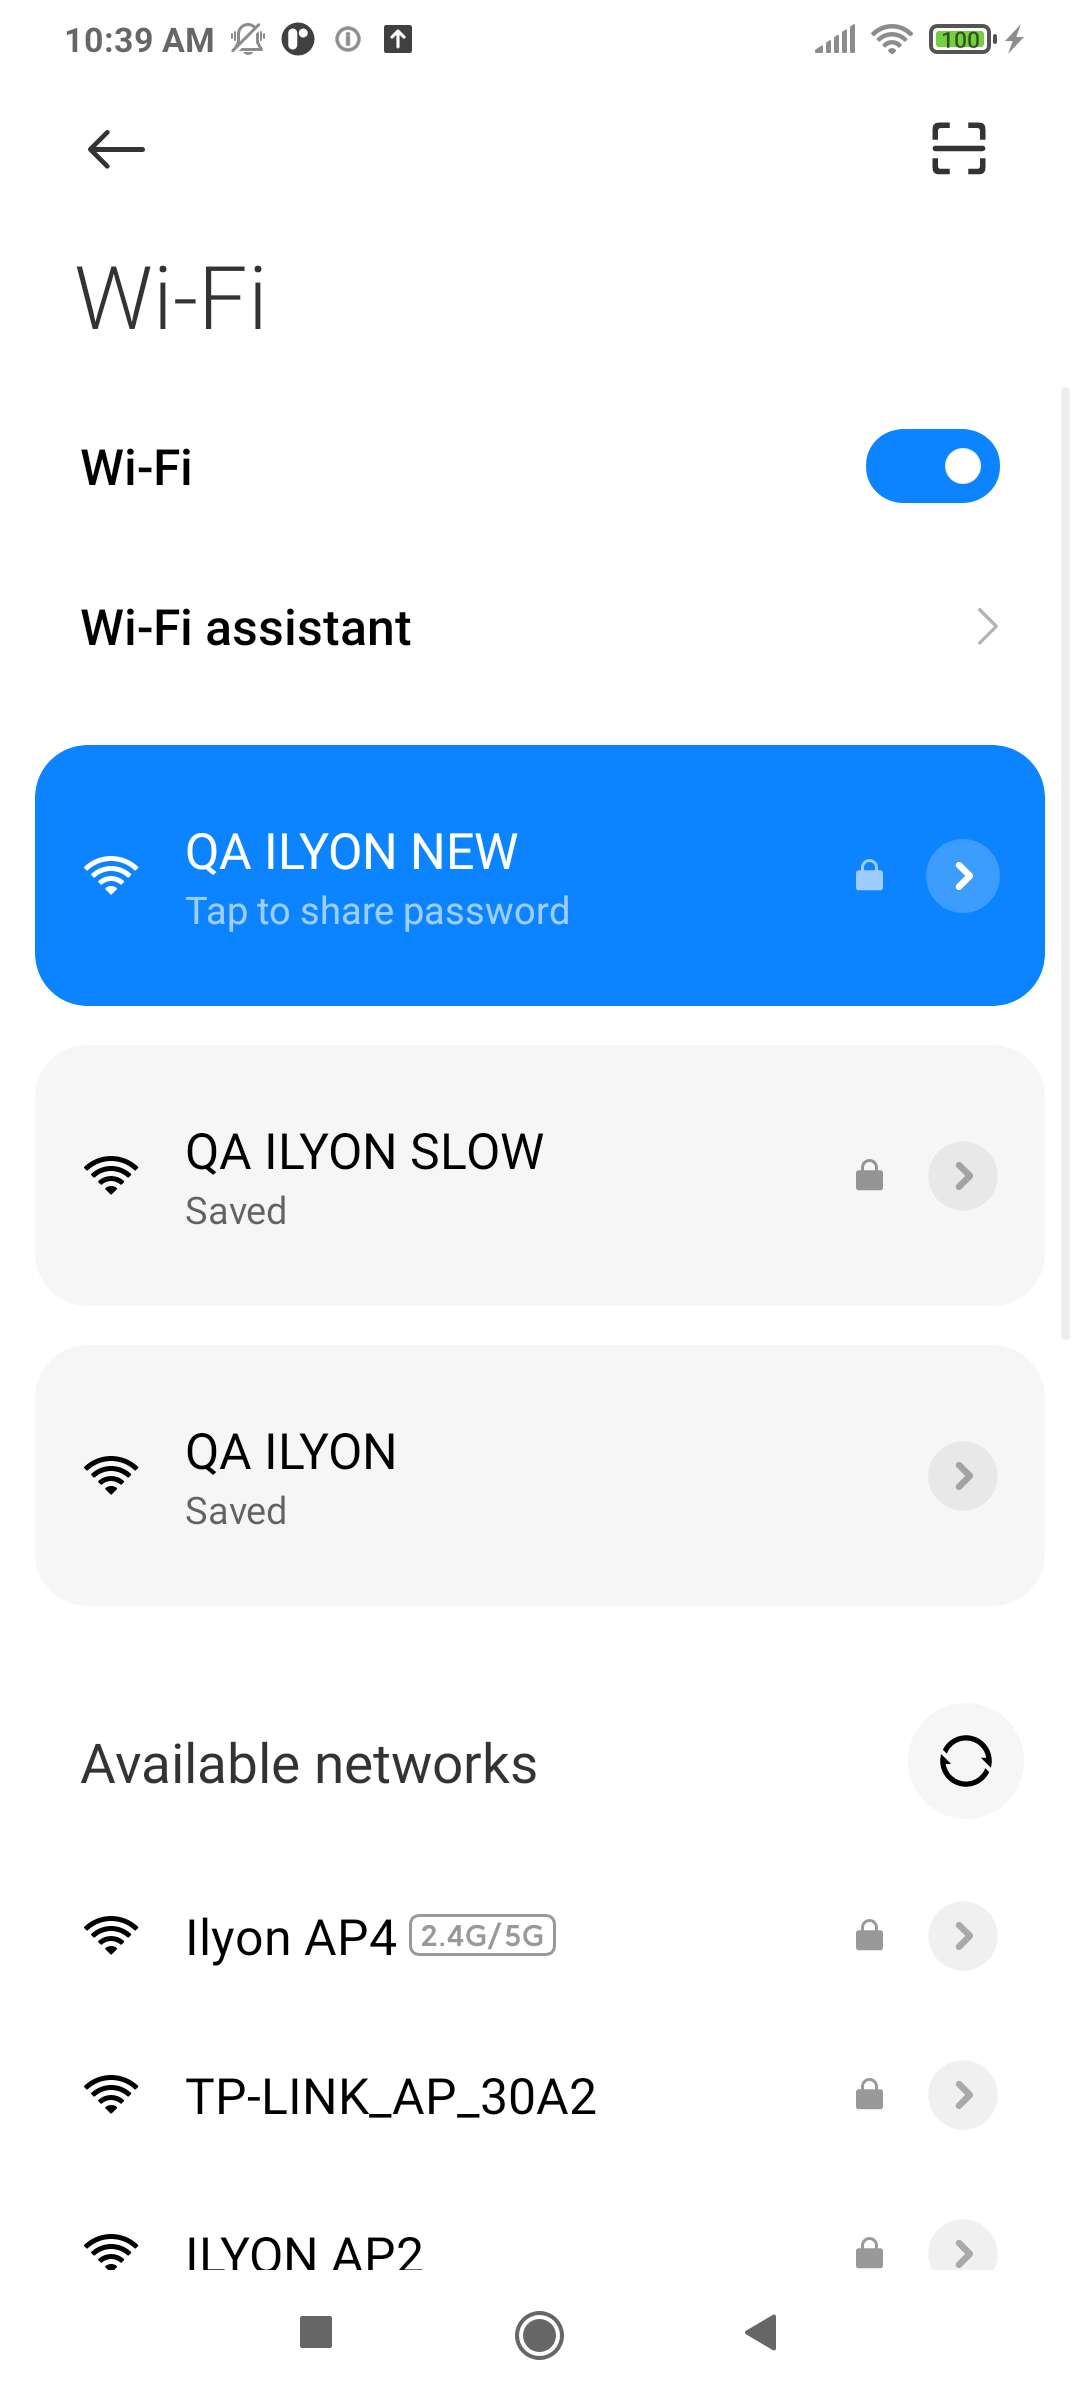 10:39 AM
100
Wi-Fi
Wi-Fi
Wi-Fi assistant
QA ILYON NEW
Tap to share password
QA ILYON SLOW
Saved
QA ILYON
Saved
Available networks
Ilyon AP4 2.4G/5G
TP-LINK_AP_30A2
ILYON AP2